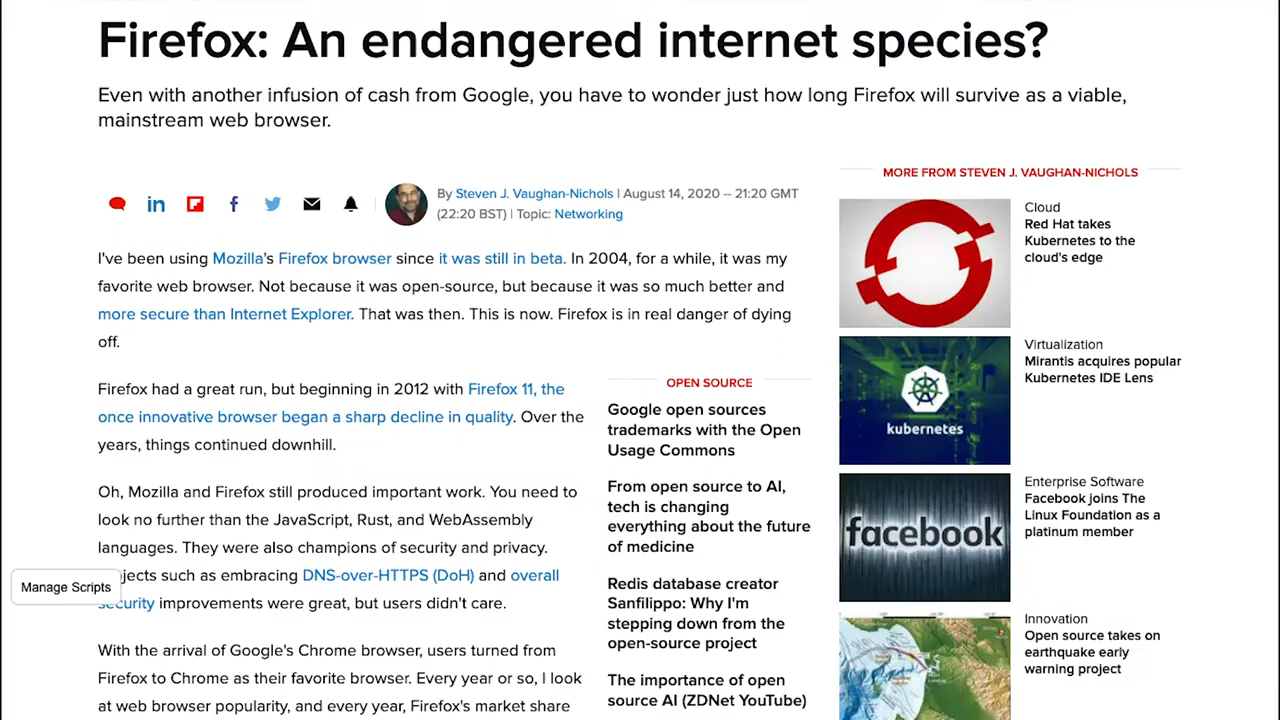 Firefox: An endangered internet species?
Even with another infusion of cash from Google, you have to wonder just how long Firefox will survive as a viable,
mainstream web browser.
By Steven J. Vaughan-Nichols | August 14, 2020 -- 21:20 GMT
(22:20 BST) | Topic: Networking
I've been using Mozilla's Firefox browser since it was still in beta. In 2004, for a while, it was my
favorite web browser. Not because it was open-source, but because it was so much better and
more secure than Internet Explorer. That was then. This is now. Firefox is in real danger of dying
off.
Firefox had a great run, but beginning in 2012 with Firefox 11, the
once innovative browser began a sharp decline in quality. Over the
years, things continued downhill.
Oh, Mozilla and Firefox still produced important work. You need to
look no further than the JavaScript, Rust, and WebAssembly
languages. They were also champions of security and privacy.
jects such as embracing DNS-over-HTTPS (DoH) and overall
security improvements were great, but users didn't care.
Manage Scripts
With the arrival of Google's Chrome browser, users turned from
Firefox to Chrome as their favorite browser. Every year or so, I look
at web browser popularity, and every year, Firefox's market share
OPEN SOURCE
Google open sources
trademarks with the Open
Usage Commons
From open source to AI,
tech is changing
everything about the future
of medicine
Redis database creator
Sanfilippo: Why I'm
stepping down from the
open-source project
The importance of open
source AI (ZDNet YouTube)
MORE FROM STEVEN J. VAUGHAN-NICHOLS
Cloud
Red Hat takes
Kubernetes to the
cloud's edge
kubernetes
Virtualization
Mirantis acquires popular
Kubernetes IDE Lens
facebook
Enterprise Software
Facebook joins The
Linux Foundation as a
platinum member
Innovation
Open source takes on
earthquake early
warning project